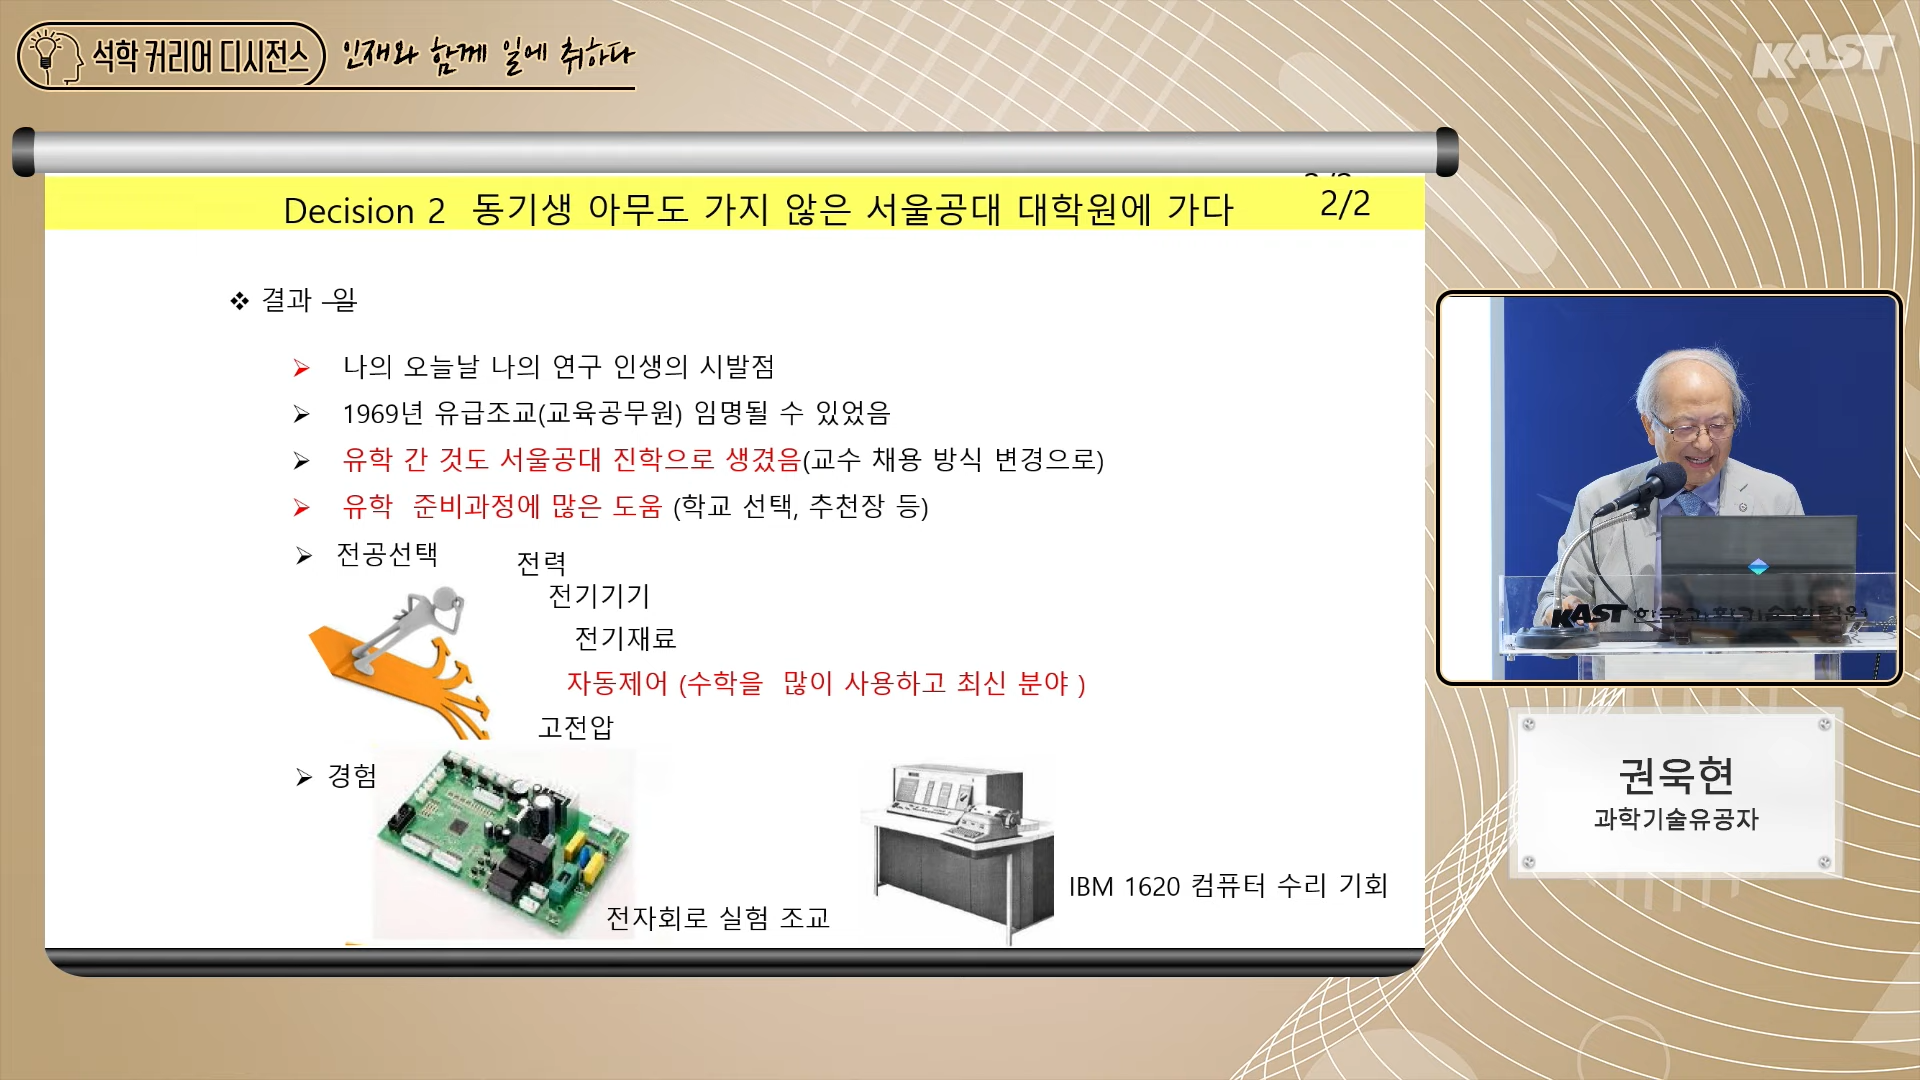 석학 커리어 디시전스 인재와 함께 일에 취하다
KAST
Decision 2 동기생 아무도 가지 않은 서울공대 대학원에 가다 2/2
❖ 결과 –일
➢ 나의 오늘날 나의 연구 인생의 시발점
➢ 1969년 유급조교(교육공무원) 임명될 수 있었음
➢ 유학 간 것도 서울공대 진학으로 생겼음(교수 채용 방식 변경으로)
➢ 유학 준비과정에 많은 도움 (학교 선택, 추천장 등)
➢ 전공선택
전력
전기기기
전기재료
자동제어 (수학을 많이 사용하고 최신 분야 )
고전압
➢ 경험
전자회로 실험 조교
IBM 1620 컴퓨터 수리 기회
KAST 한국과학기술한림원
권욱현
과학기술유공자